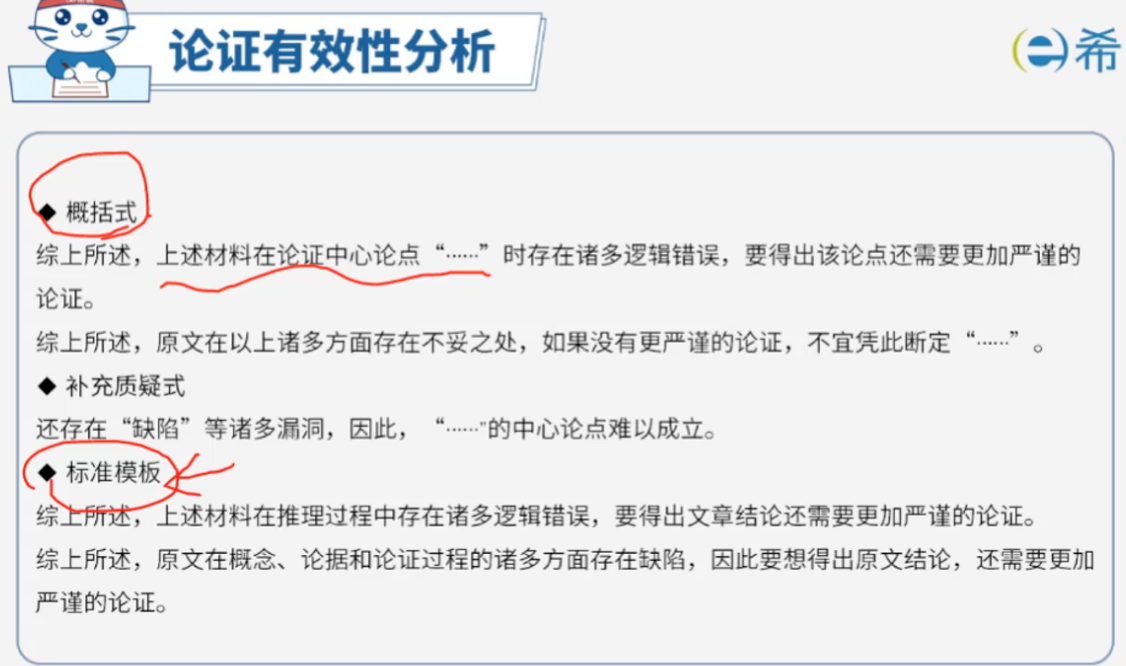 论证有效性分析
希
◆ 概括式
综上所述，上述材料在论证中心论点“……”时存在诸多逻辑错误，要得出该论点还需要更加严谨的
论证。
综上所述，原文在以上诸多方面存在不妥之处，如果没有更严谨的论证，不宜凭此断定“……”。
◆ 补充质疑式
还存在“缺陷”等诸多漏洞，因此，“……”的中心论点难以成立。
◆ 标准模板
综上所述，上述材料在推理过程中存在诸多逻辑错误，要得出文章结论还需要更加严谨的论证。
综上所述，原文在概念、论据和论证过程的诸多方面存在缺陷，因此要想得出原文结论，还需要更加
严谨的论证。